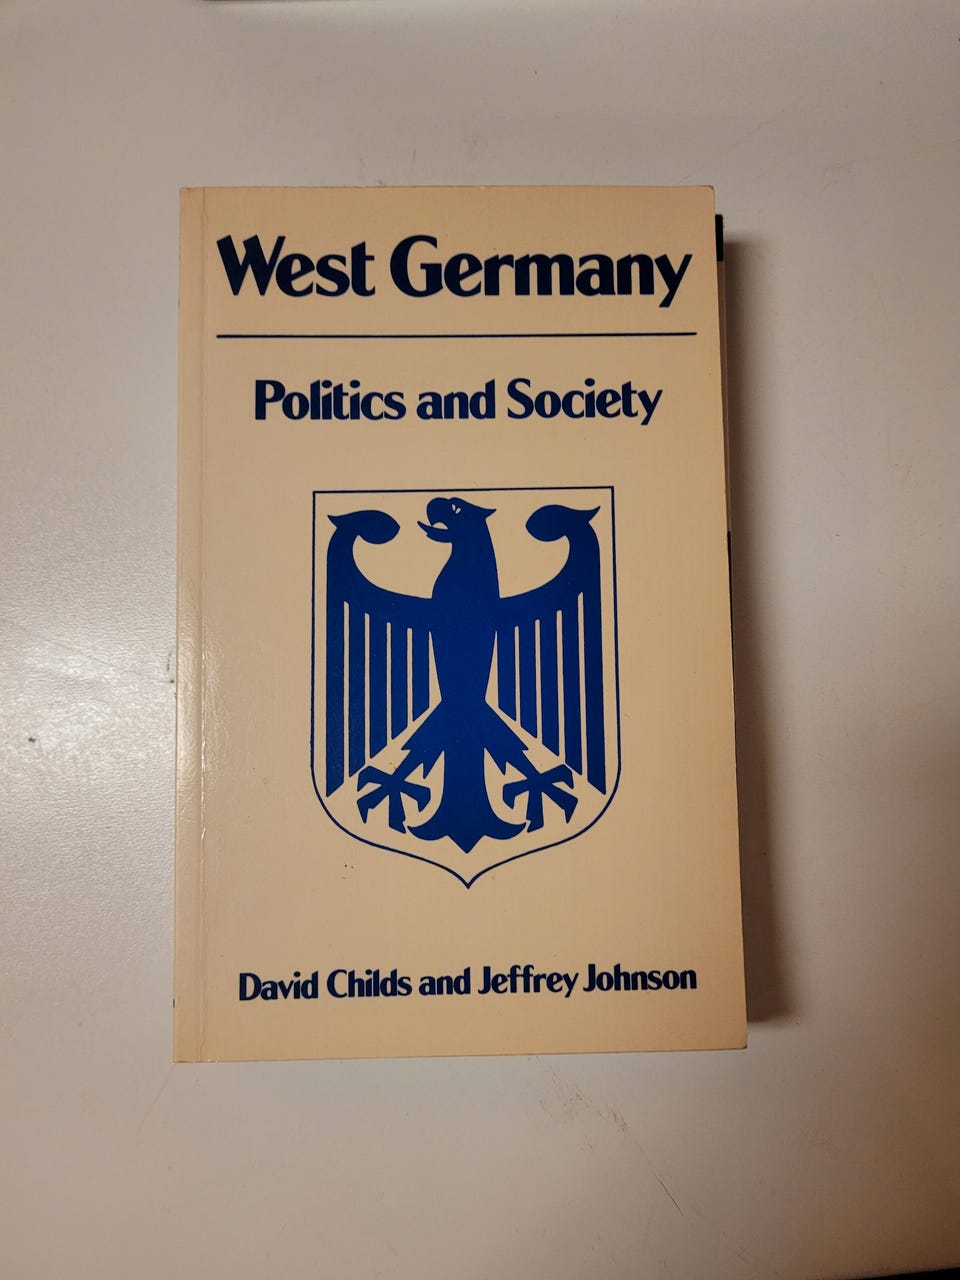 West Germany
Politics and Society
David Childs and Jeffrey Johnson